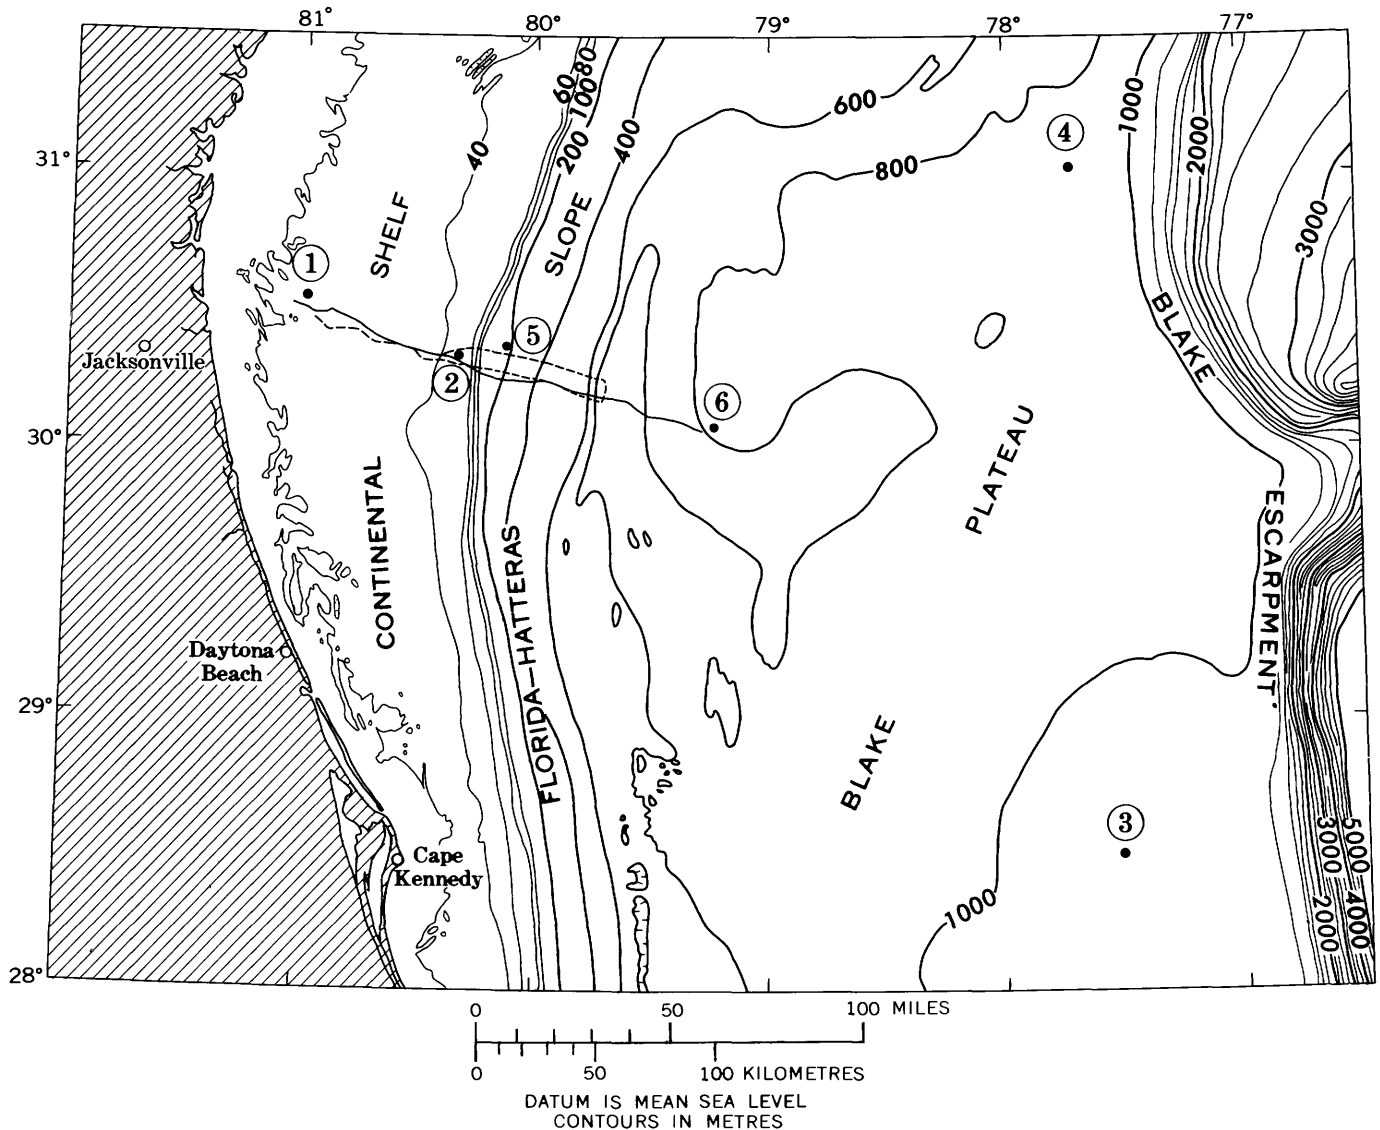 81° 80° 79° 78° 77°
60
80
100
200
400
40
600
800
1000
2000
3000
4
31°
SHELF
SLOPE
1
BLAKE
5
Jacksonville
2
6
30°
PLATEAU
CONTINENTAL
ESCARPMENT
FLORIDA–HATTERAS
Daytona
Beach
29°
BLAKE
3
Cape
Kennedy
1000
5000
3000
4000
2000
28°
0 50 100 MILES
0 50 100 KILOMETRES
DATUM IS MEAN SEA LEVEL
CONTOURS IN METRES